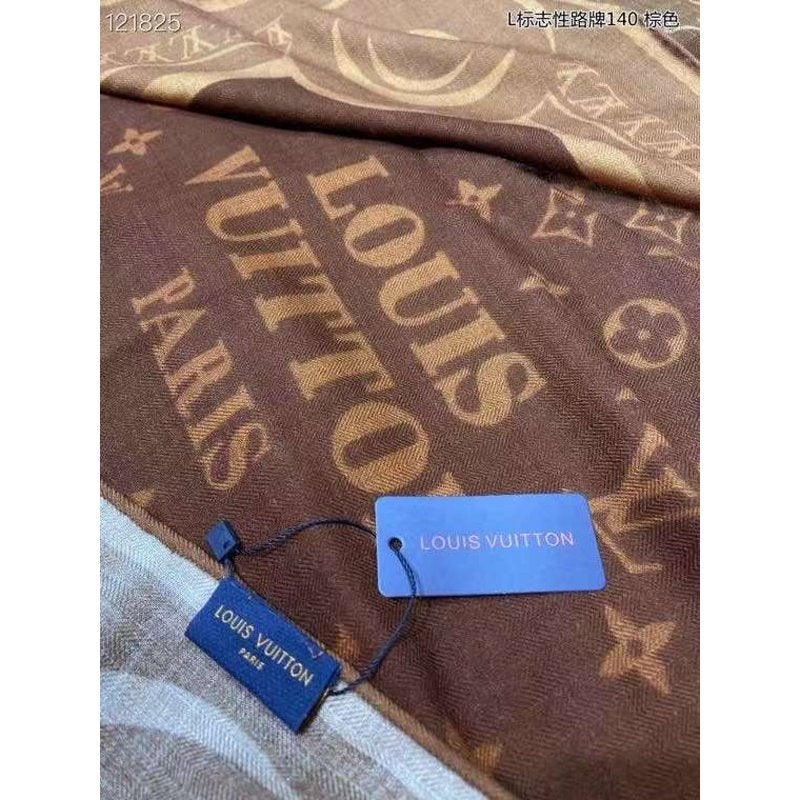 121825
L标志性路牌140 棕色
LOUIS
VUITTO
PARIS
LOUIS VUITTON
LOUIS VUITTON
PARIS